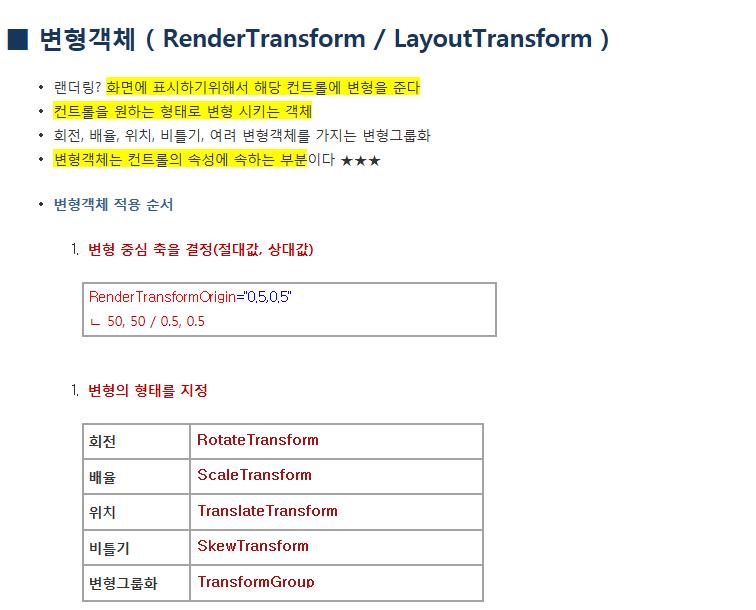 ■ 변형객체 ( RenderTransform / LayoutTransform )
• 랜더링? 화면에 표시하기위해서 해당 컨트롤에 변형을 준다
• 컨트롤을 원하는 형태로 변형 시키는 객체
• 회전, 배율, 위치, 비틀기, 여려 변형객체를 가지는 변형그룹화
• 변형객체는 컨트롤의 속성에 속하는 부분이다 ★★★
• 변형객체 적용 순서
1. 변형 중심 축을 결정(절대값, 상대값)
RenderTransformOrigin="0.5,0.5"
ㄴ 50, 50 / 0.5, 0.5
1. 변형의 형태를 지정
회전 RotateTransform
배율 ScaleTransform
위치 TranslateTransform
비틀기 SkewTransform
변형그룹화 TransformGroup